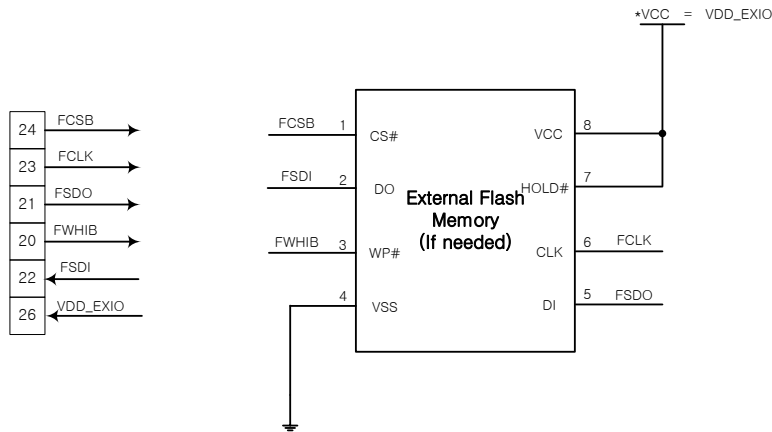 *VCC = VDD_EXIO
24 FCSB
23 FCLK
21 FSDO
20 FWHIB
22 FSDI
26 VDD_EXIO
FCSB 1 CS#
FSDI 2 DO
FWHIB 3 WP#
4 VSS
External Flash
Memory
(If needed)
VCC 8
HOLD# 7
CLK 6 FCLK
DI 5 FSDO